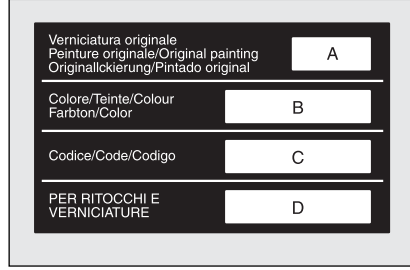 Verniciatura originale
Peinture originale/Original painting
Originallckierung/Pintado original
A
Colore/Teinte/Colour
Farbton/Color
B
Codice/Code/Codigo
C
PER RITOCCHI E
VERNICIATURE
D